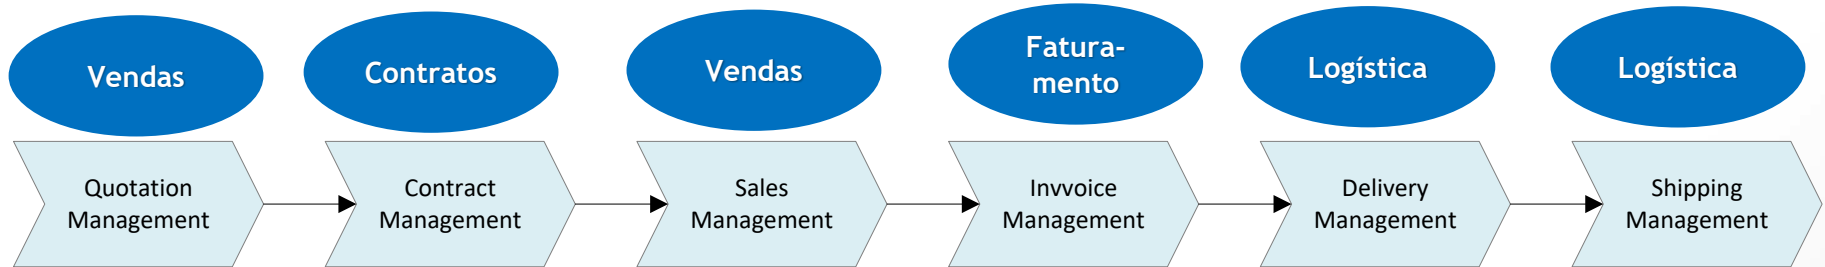 Vendas
Contratos
Vendas
Fatura-
mento
Logística
Logística
Quotation
Management
Contract
Management
Sales
Management
Invvoice
Management
Delivery
Management
Shipping
Management